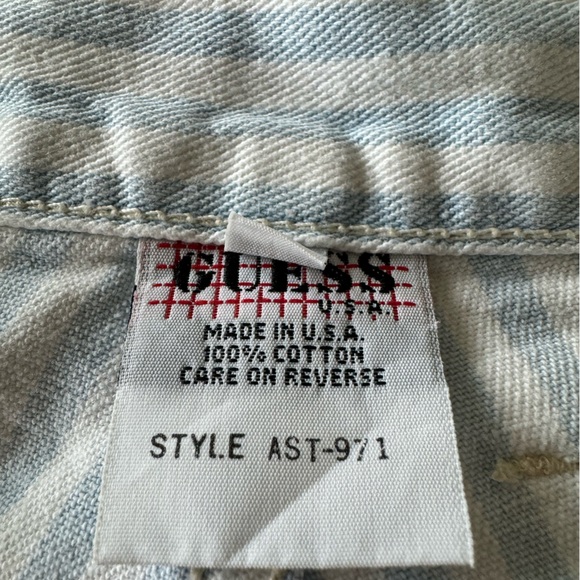 GUESS
U.S.A.
MADE IN U.S.A.
100% COTTON
CARE ON REVERSE
STYLE AST-971